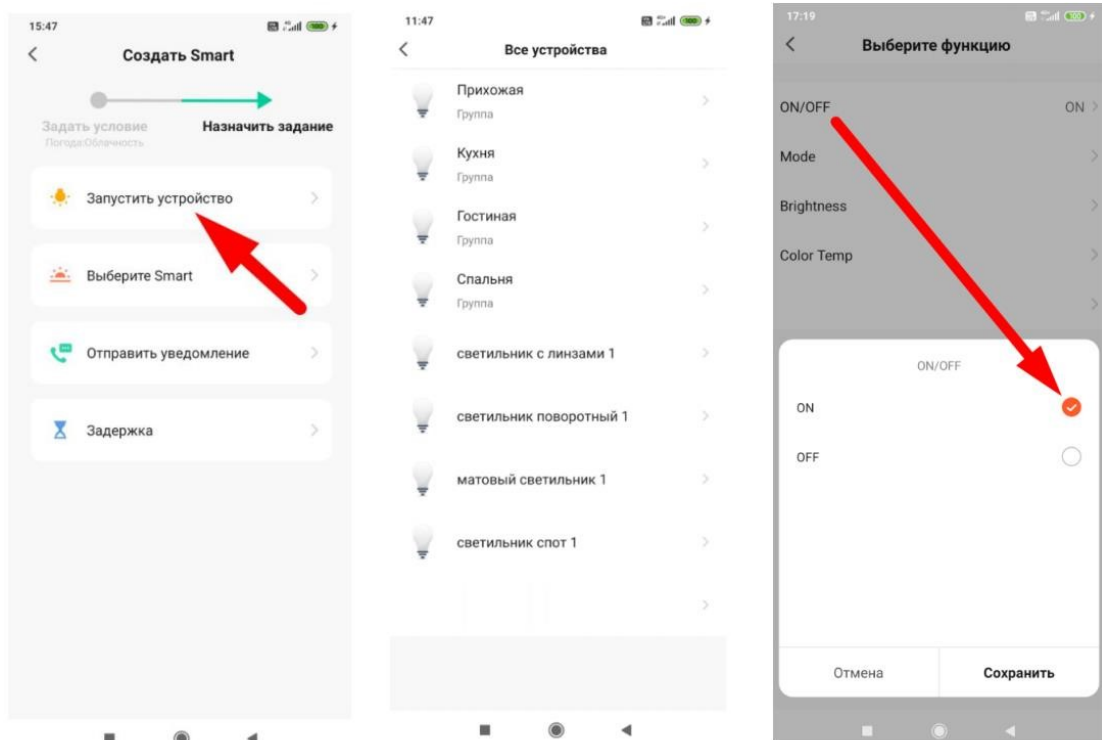 15:47
Создать Smart
Задать условие
Погода:Облачность
Назначить задание
Запустить устройство
Выберите Smart
Отправить уведомление
Задержка
11:47
Все устройства
Прихожая
Группа
Кухня
Группа
Гостиная
Группа
Спальня
Группа
светильник с линзами 1
светильник поворотный 1
матовый светильник 1
светильник спот 1
17:19
Выберите функцию
ON/OFF ON
Mode
Brightness
Color Temp
ON/OFF
ON
OFF
Отмена Сохранить